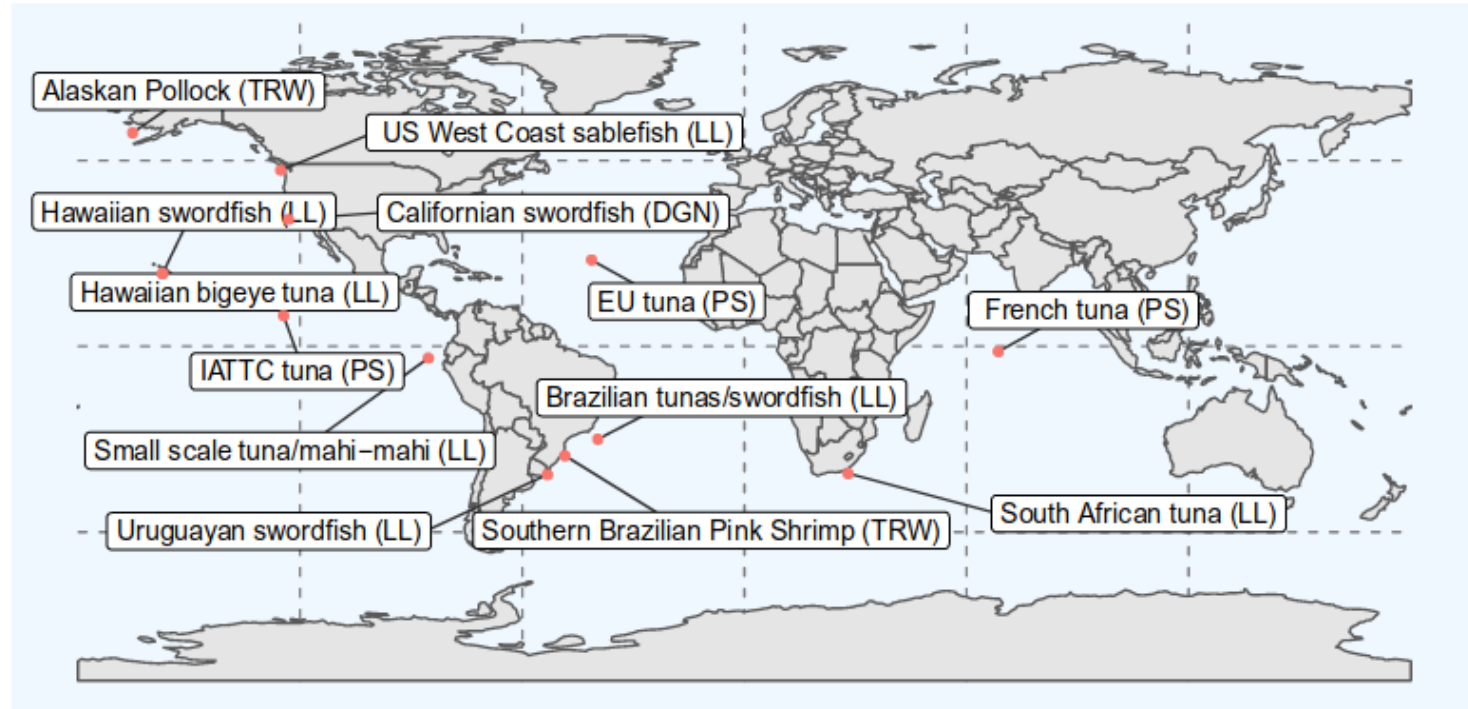 Alaskan Pollock (TRW)
US West Coast sablefish (LL)
Hawaiian swordfish (LL)
Californian swordfish (DGN)
Hawaiian bigeye tuna (LL)
EU tuna (PS)
French tuna (PS)
IATTC tuna (PS)
Brazilian tunas/swordfish (LL)
Small scale tuna/mahi−mahi (LL)
South African tuna (LL)
Uruguayan swordfish (LL)
Southern Brazilian Pink Shrimp (TRW)